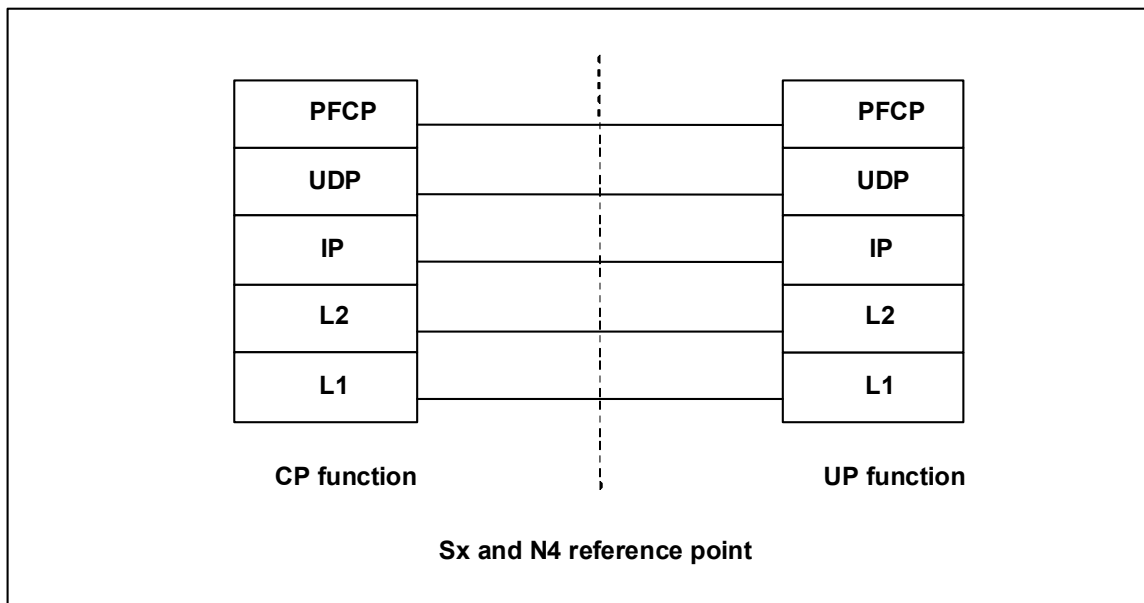 PFCP PFCP
UDP UDP
IP IP
L2 L2
L1 L1
CP function UP function
Sx and N4 reference point